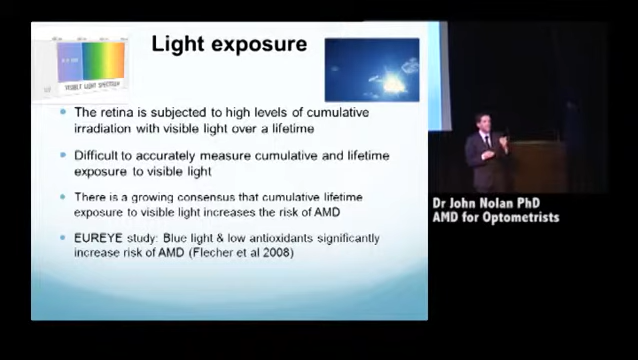 Light exposure
VISIBLE LIGHT SPECTRUM
The retina is subjected to high levels of cumulative
irradiation with visible light over a lifetime
Difficult to accurately measure cumulative and lifetime
exposure to visible light
There is a growing consensus that cumulative lifetime
exposure to visible light increases the risk of AMD
EUREYE study: Blue light & low antioxidants significantly
increase risk of AMD (Flecher et al 2008)
Dr John Nolan PhD
AMD for Optometrists